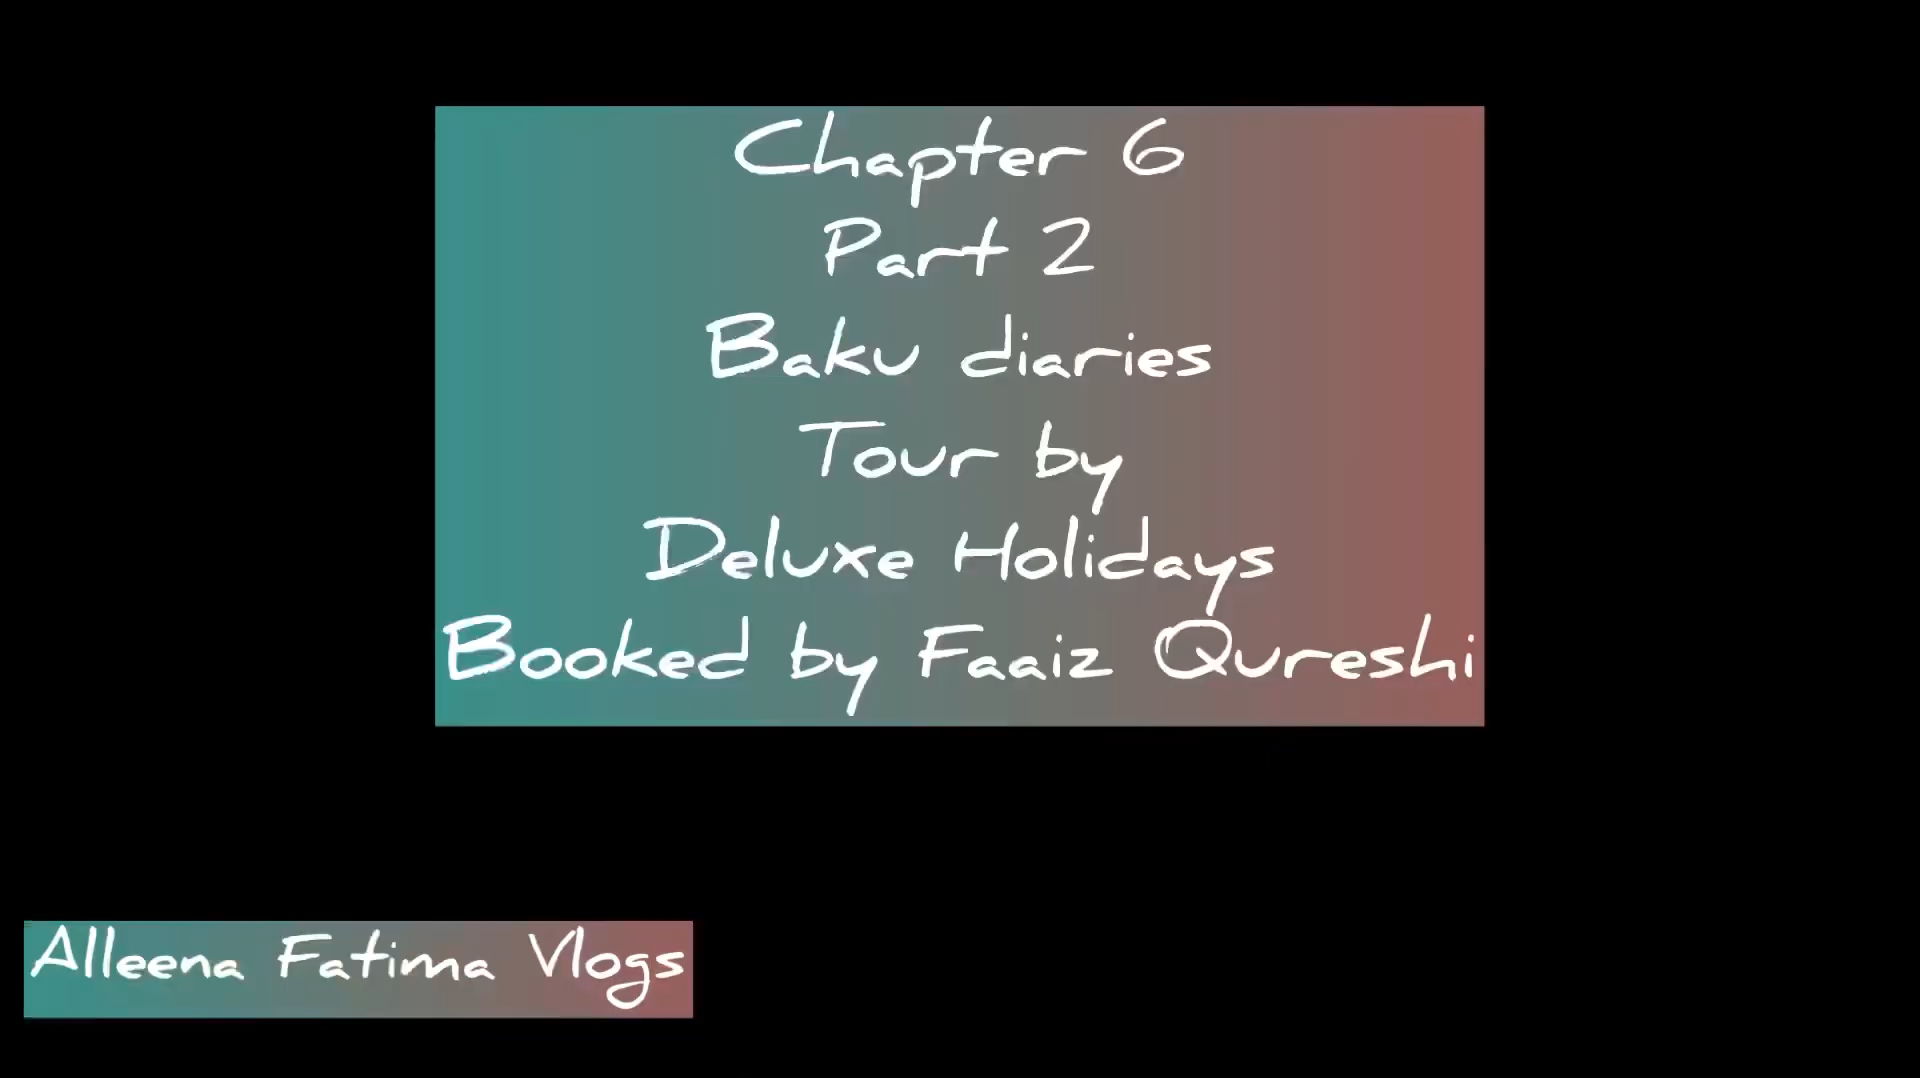 Chapter 6
Part 2
Baku diaries
Tour by
Deluxe Holidays
Booked by Faaiz Qureshi
Alleena Fatima Vlogs